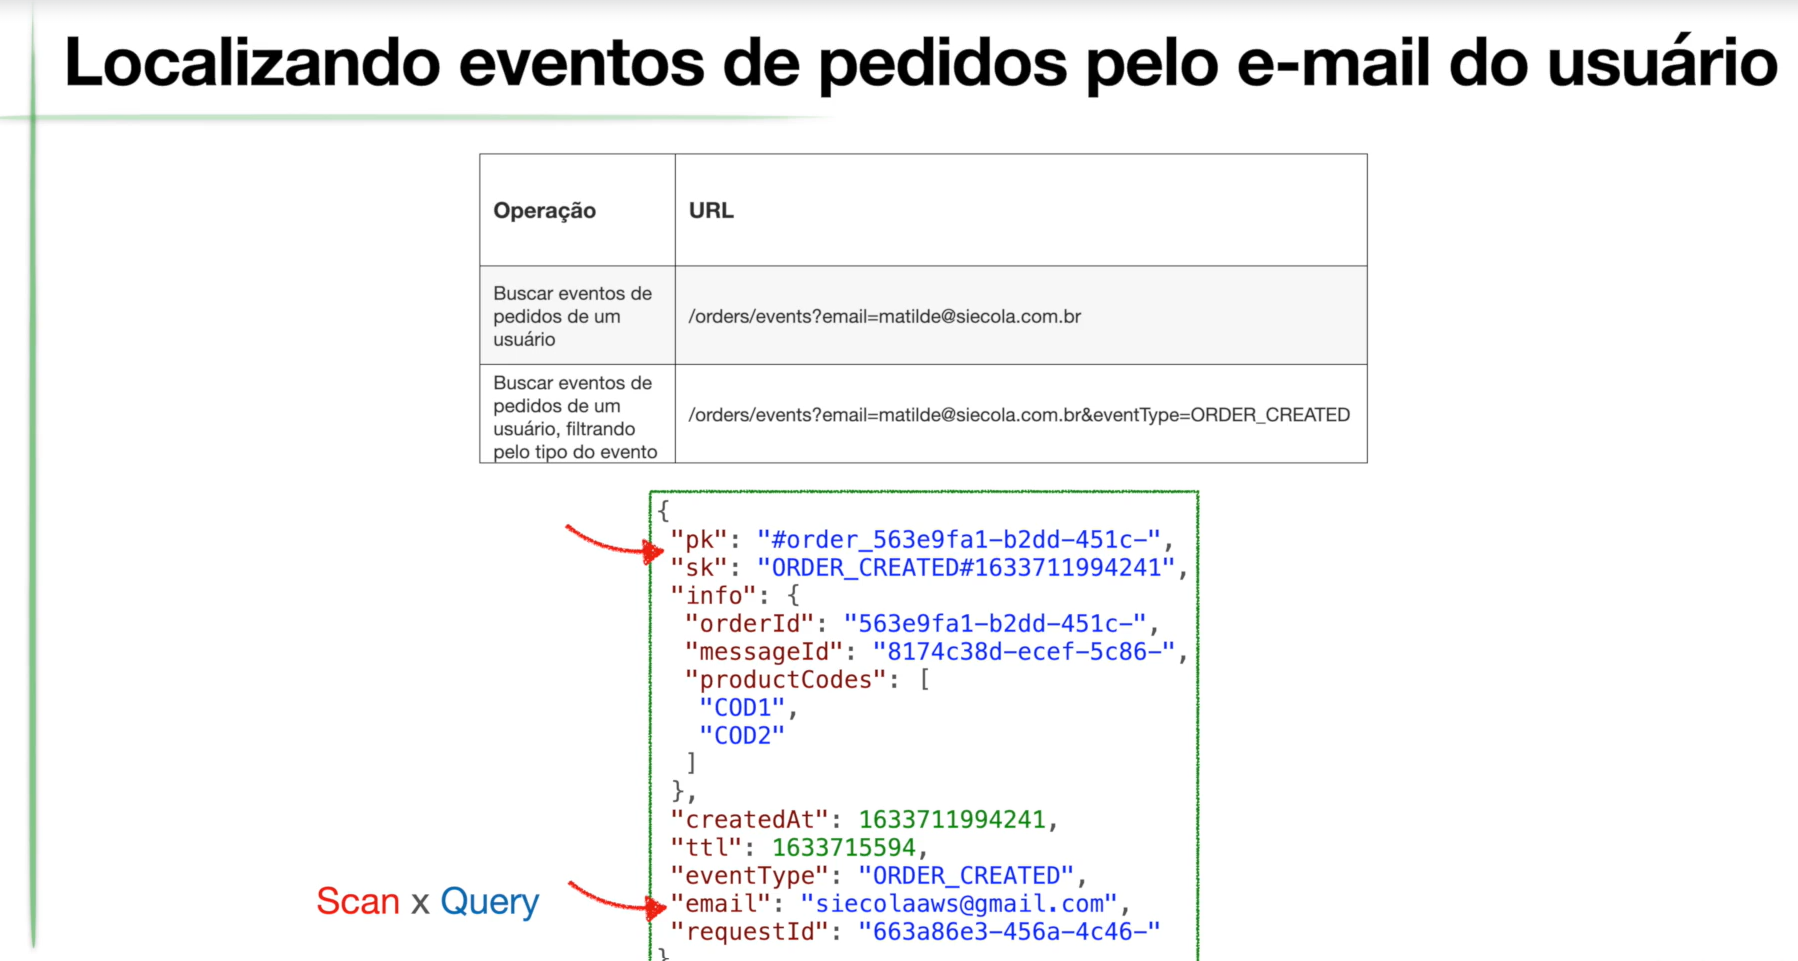 Localizando eventos de pedidos pelo e-mail do usuário
Operação
URL
Buscar eventos de
pedidos de um
usuário
/orders/events?email=matilde@siecola.com.br
Buscar eventos de
pedidos de um
usuário, filtrando
pelo tipo do evento
/orders/events?email=matilde@siecola.com.br&eventType=ORDER_CREATED
{
"pk": "#order_563e9fa1-b2dd-451c-",
"sk": "ORDER_CREATED#1633711994241",
"info": {
"orderId": "563e9fa1-b2dd-451c-",
"messageId": "8174c38d-ecef-5c86-",
"productCodes": [
"COD1",
"COD2"
]
},
"createdAt": 1633711994241,
"ttl": 1633715594,
"eventType": "ORDER_CREATED",
Scan x Query
"email": "siecolaaws@gmail.com",
"requestId": "663a86e3-456a-4c46-"
}